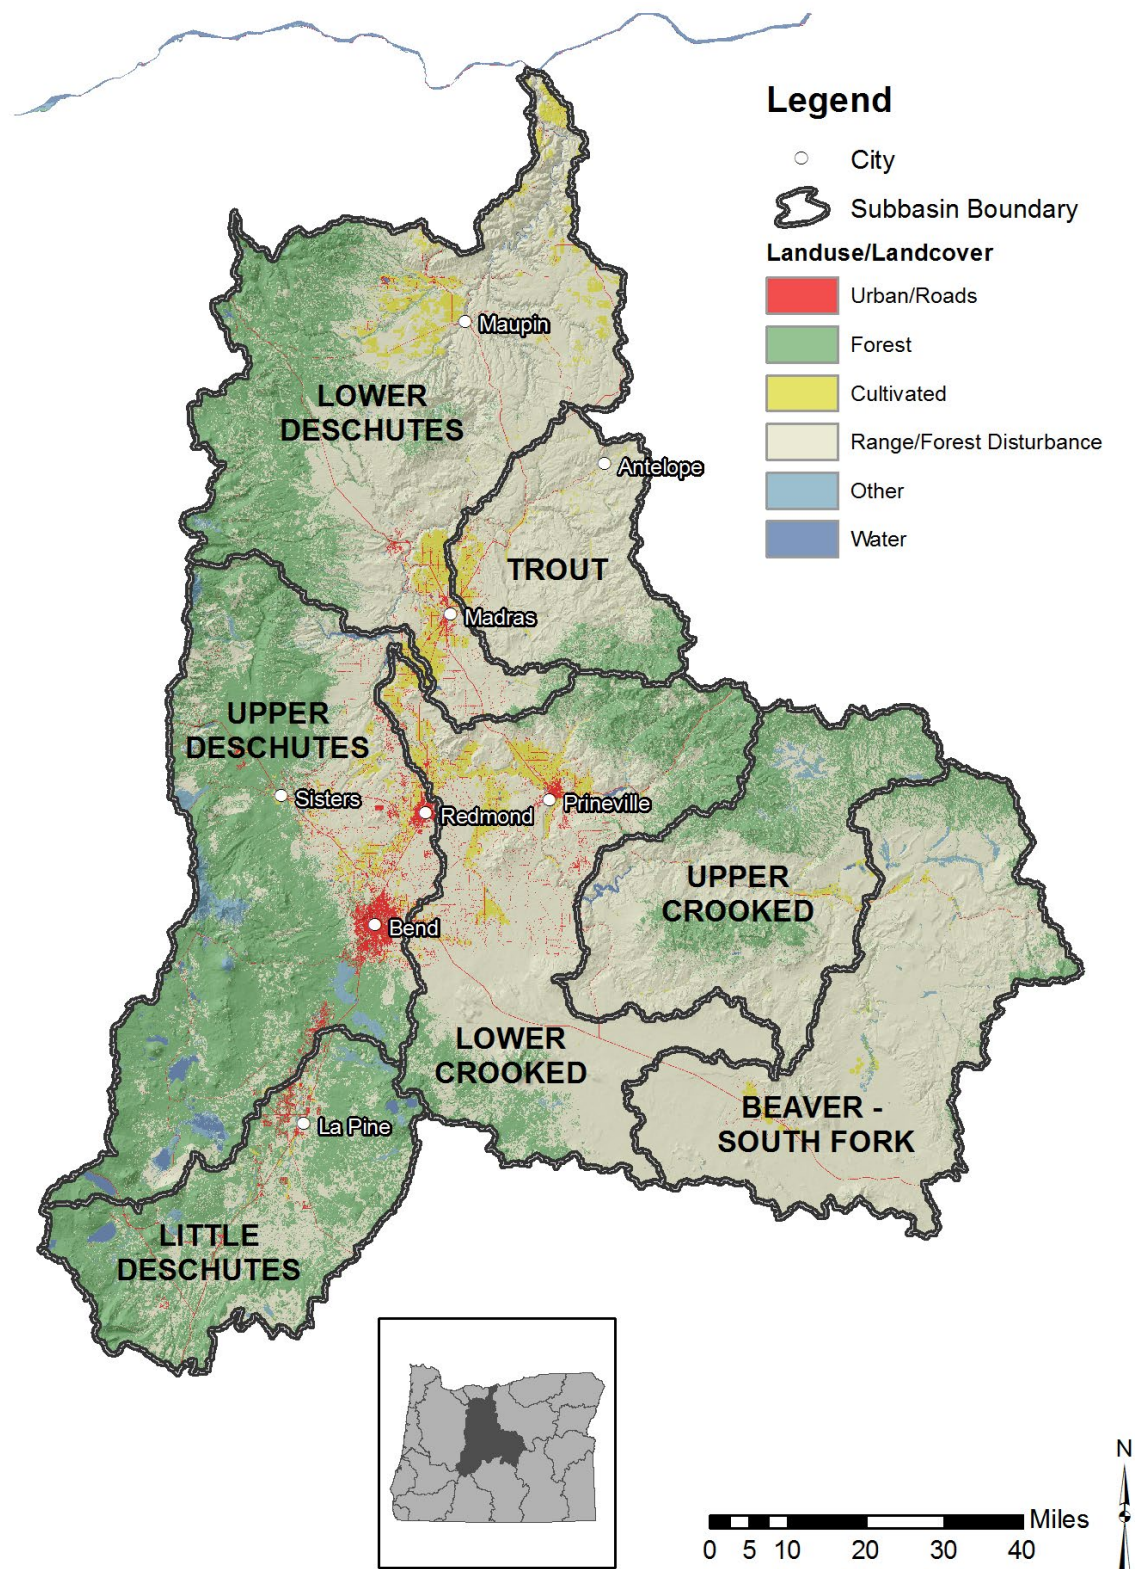 Legend
City
Subbasin Boundary
Landuse/Landcover
Urban/Roads
Forest
Cultivated
Range/Forest Disturbance
Other
Water
Maupin
LOWER
DESCHUTES
Antelope
TROUT
Madras
UPPER
DESCHUTES
Sisters
Redmond
Prineville
UPPER
CROOKED
Bend
LOWER
CROOKED
BEAVER -
SOUTH FORK
La Pine
LITTLE
DESCHUTES
N
Miles
0 5 10 20 30 40